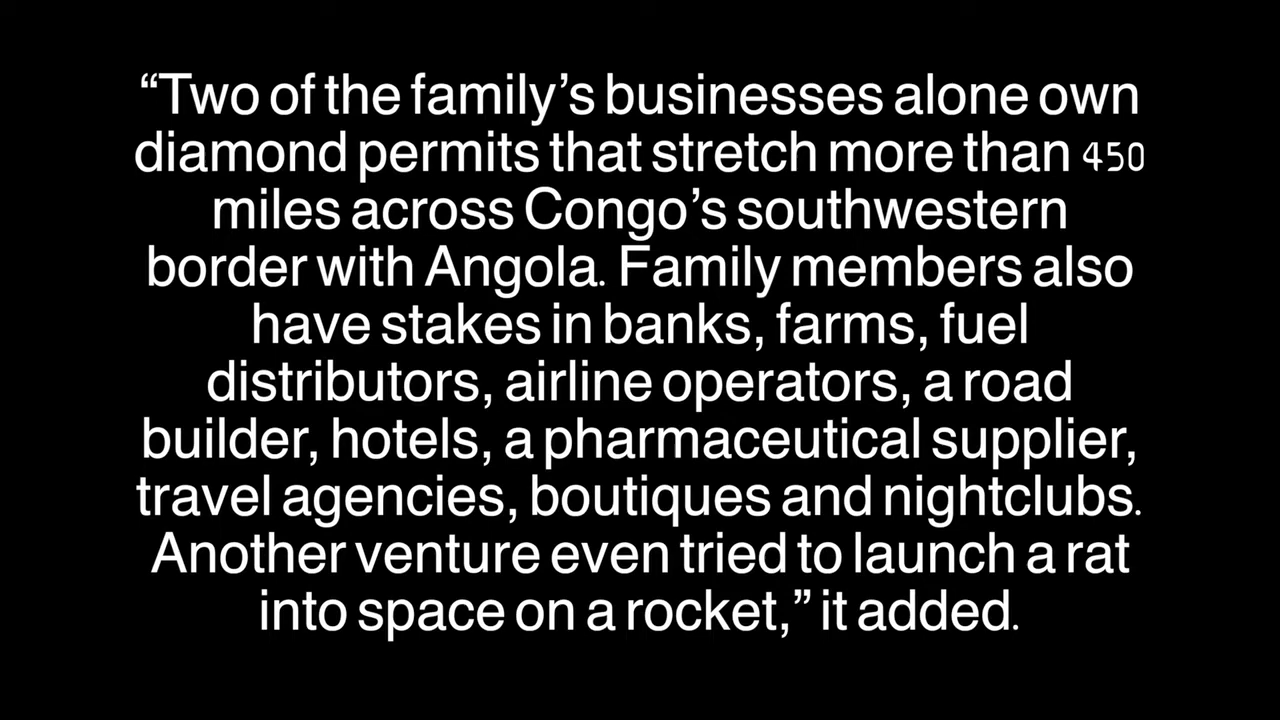 “Two of the family’s businesses alone own
diamond permits that stretch more than 450
miles across Congo’s southwestern
border with Angola. Family members also
have stakes in banks, farms, fuel
distributors, airline operators, a road
builder, hotels, a pharmaceutical supplier,
travel agencies, boutiques and nightclubs.
Another venture even tried to launch a rat
into space on a rocket,” it added.